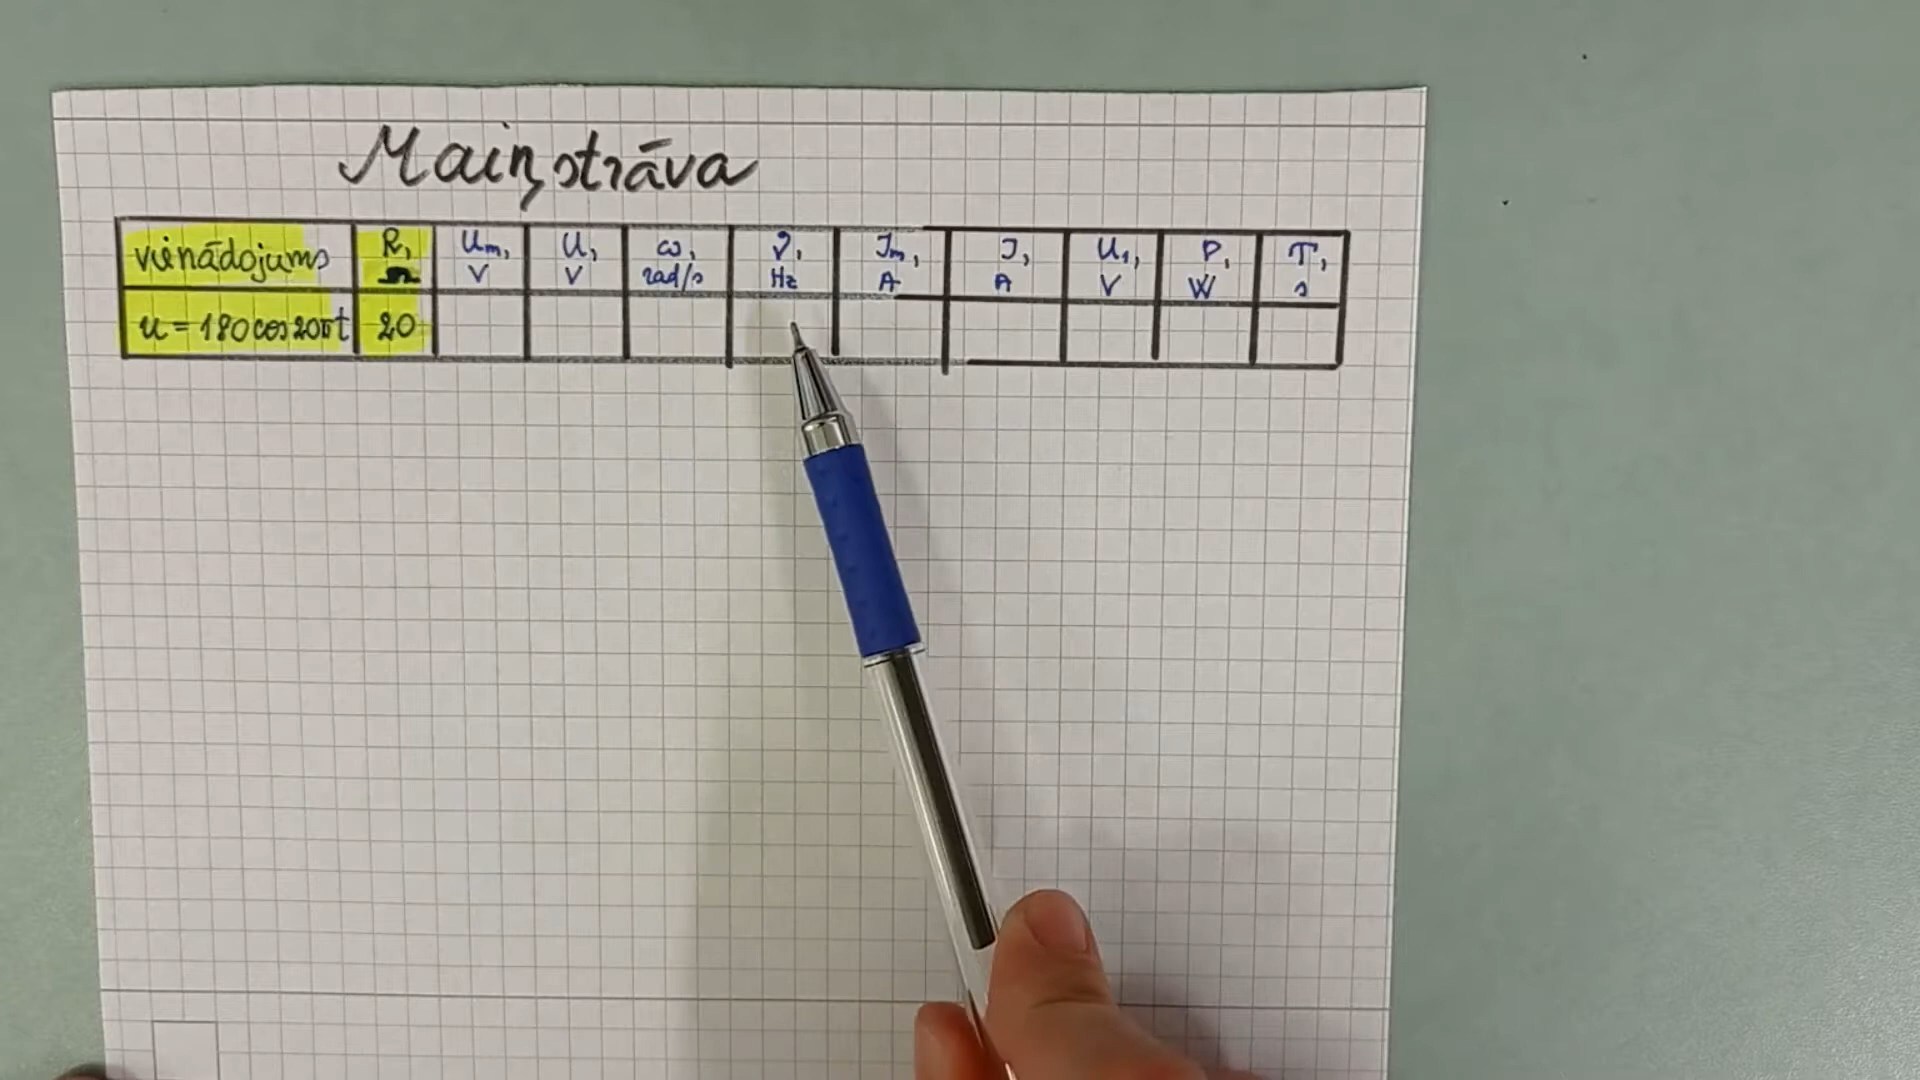 Maiņstrāva
vienādojums R, Ω Um, V U, V ω, rad/s ν, Hz Im, A I, A U1, V P, W T, s
u = 180cos20πt 20